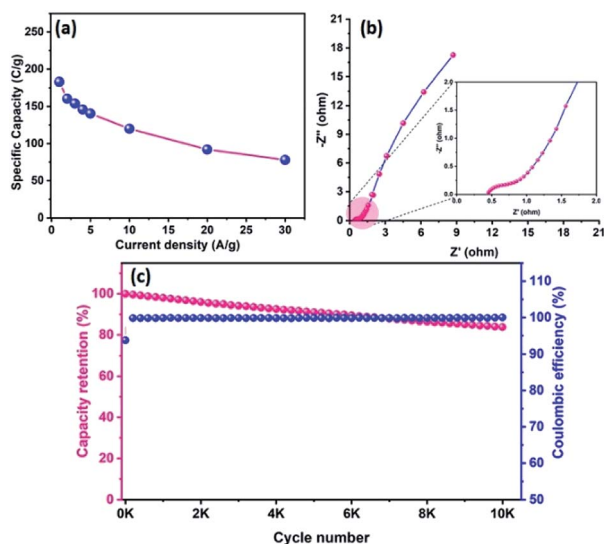 (a)
Specific Capacity (C/g)
250
200
150
100
50
0
0 5 10 15 20 25 30
Current density (A/g)
(b)
-Z'' (ohm)
18
15
12
9
6
3
0
0 3 6 9 12 15 18 21
Z' (ohm)
-Z'' (ohm)
2.0
1.5
1.0
0.5
0.0
0.0 0.5 1.0 1.5 2.0
Z' (ohm)
(c)
Capacity retention (%)
100
80
60
40
20
0
0K 2K 4K 6K 8K 10K
Cycle number
Coulombic efficiency (%)
110
100
90
80
70
60
50